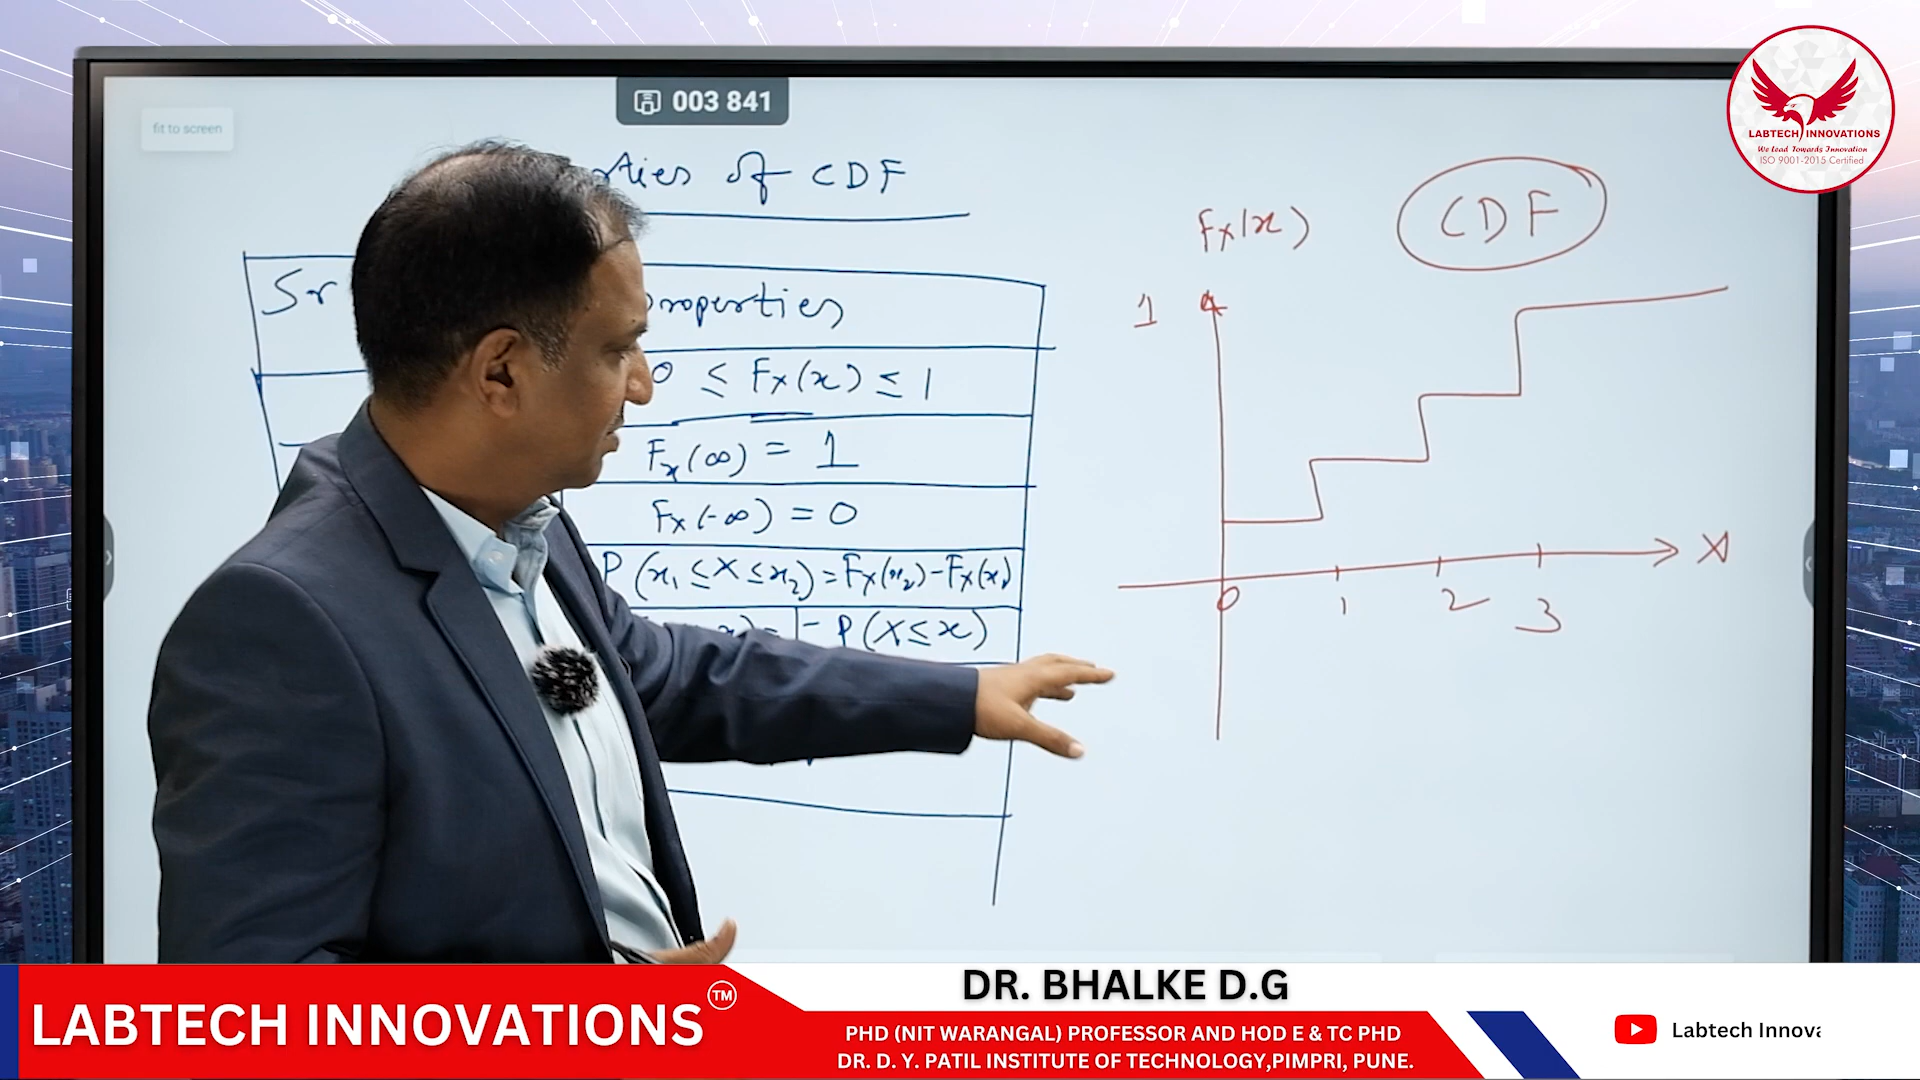 003 841
fit to screen
of CDF
Sr
0 ≤ Fx(x) ≤ 1
Fx(∞) = 1
Fx(-∞) = 0
P(x₁ ≤ X ≤ x₂) = Fx(x₂) - Fx(x₁)
= 1 - P(X ≤ x)
CDF
Fx(x)
1
X
0 1 2 3
LABTECH INNOVATIONS
We Lead Towards Innovation
ISO 9001-2015 Certified
LABTECH INNOVATIONS TM
DR. BHALKE D.G
PHD (NIT WARANGAL) PROFESSOR AND HOD E & TC PHD
DR. D. Y. PATIL INSTITUTE OF TECHNOLOGY,PIMPRI, PUNE.
Labtech Innova